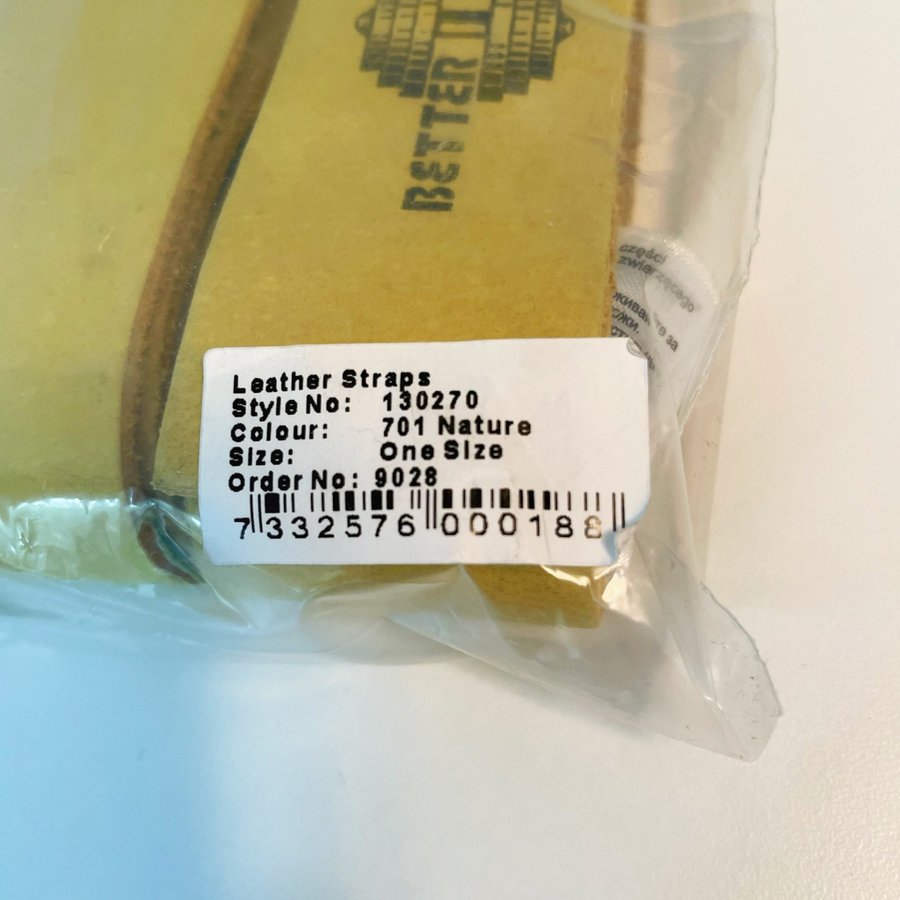 BETTER
części
zwierzęcego
за
Leather Straps
Style No: 130270
Colour: 701 Nature
Size: One Size
Order No: 9028
7 332576 000188